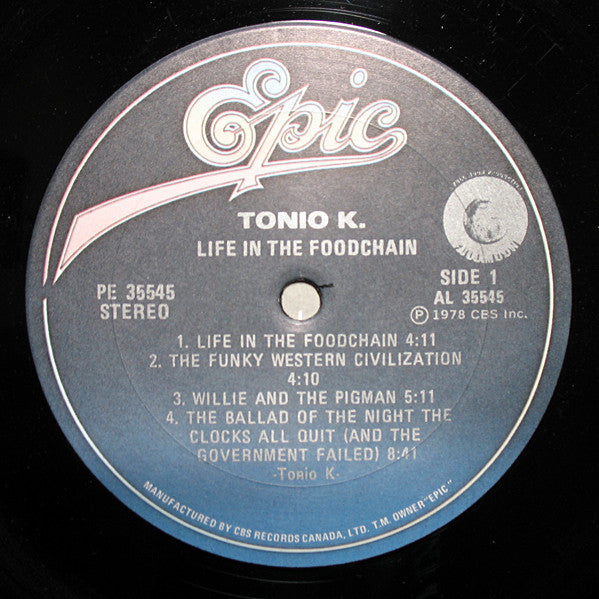 Epic
TONIO K.
LIFE IN THE FOODCHAIN
FULLMOON
PE 35545
STEREO
SIDE 1
AL 35545
Ⓟ 1978 CBS Inc.
1. LIFE IN THE FOODCHAIN 4:11
2. THE FUNKY WESTERN CIVILIZATION
4:10
3. WILLIE AND THE PIGMAN 5:11
4. THE BALLAD OF THE NIGHT THE
CLOCKS ALL QUIT (AND THE
GOVERNMENT FAILED) 8:41
-Tonio K.-
MANUFACTURED BY CBS RECORDS CANADA, LTD. T.M. OWNER "EPIC"